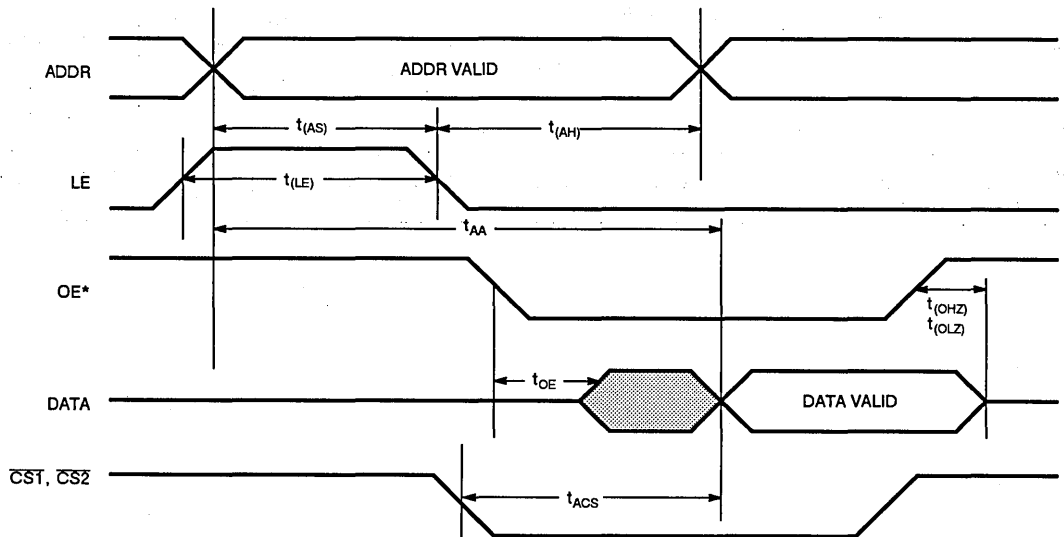 ADDR
ADDR VALID
t(AS)
t(AH)
LE
t(LE)
tAA
OE*
t(OHZ)
t(OLZ)
tOE
DATA
DATA VALID
CS1, CS2
tACS